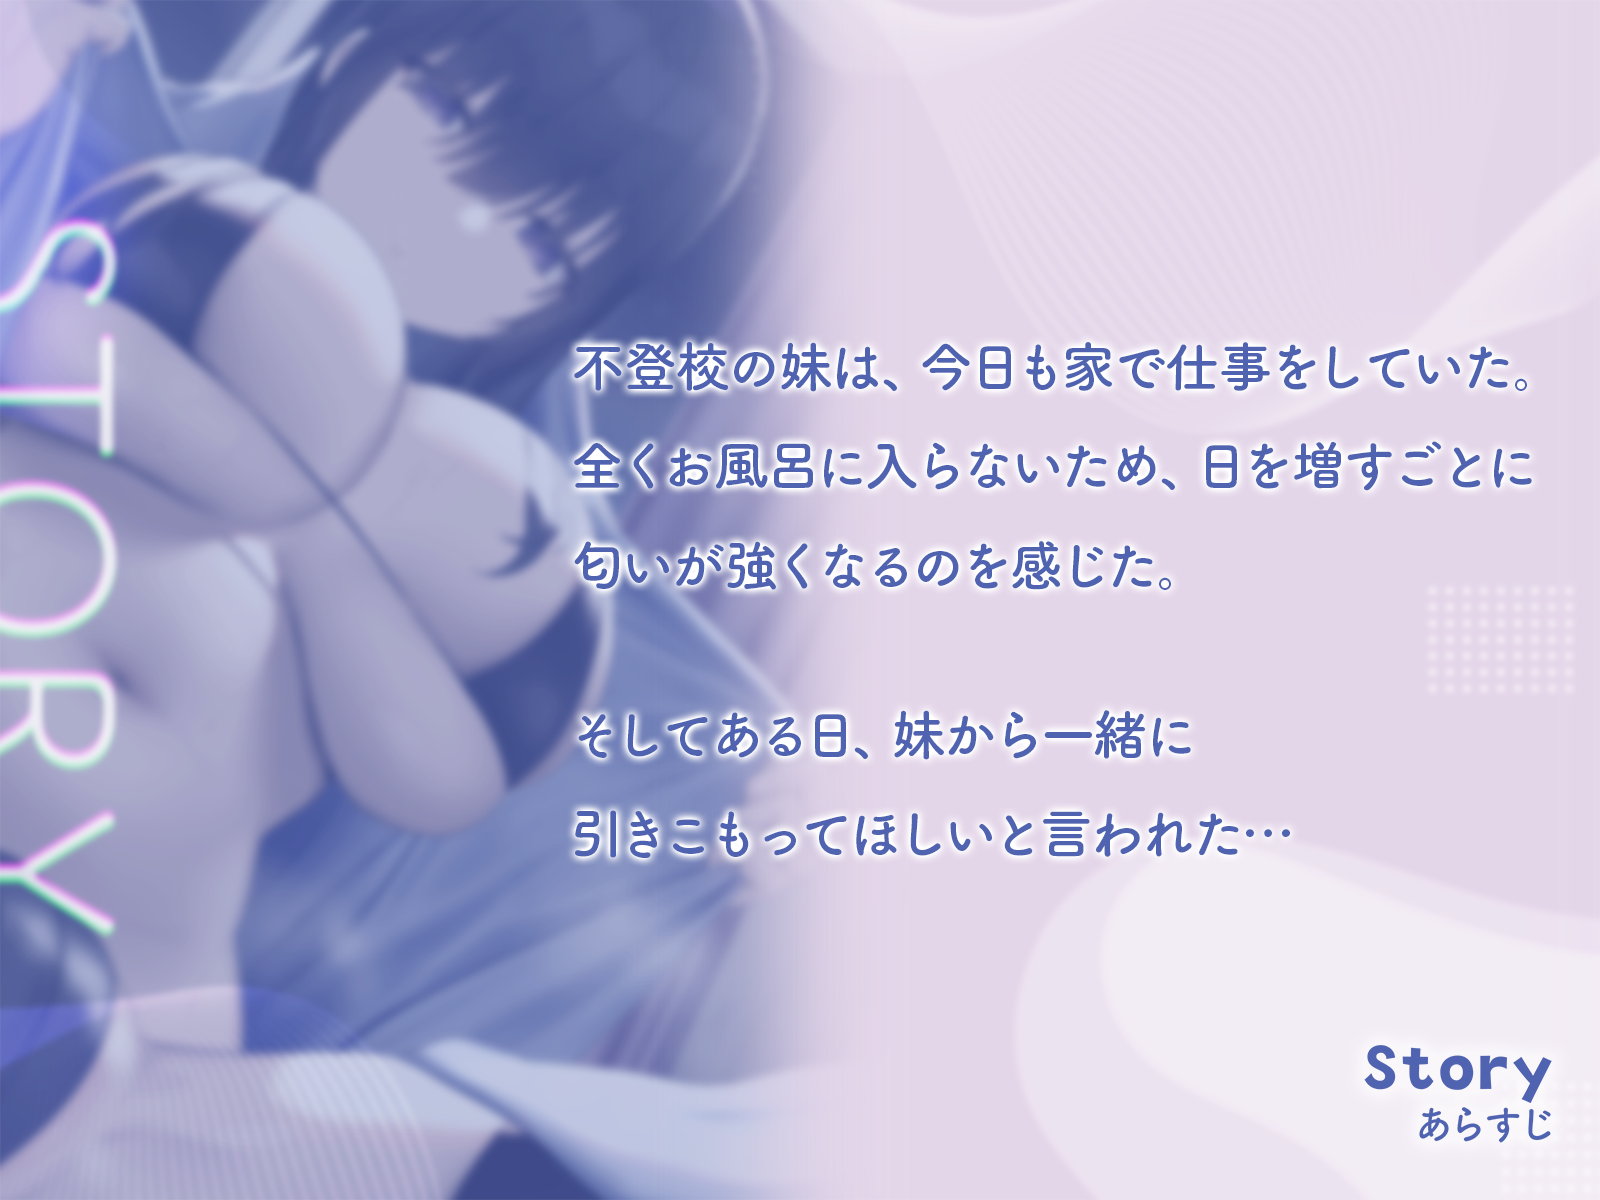 STORY
不登校の妹は、今日も家で仕事をしていた。
全くお風呂に入らないため、日を増すごとに
匂いが強くなるのを感じた。
そしてある日、妹から一緒に
引きこもってほしいと言われた…
Story
あらすじ